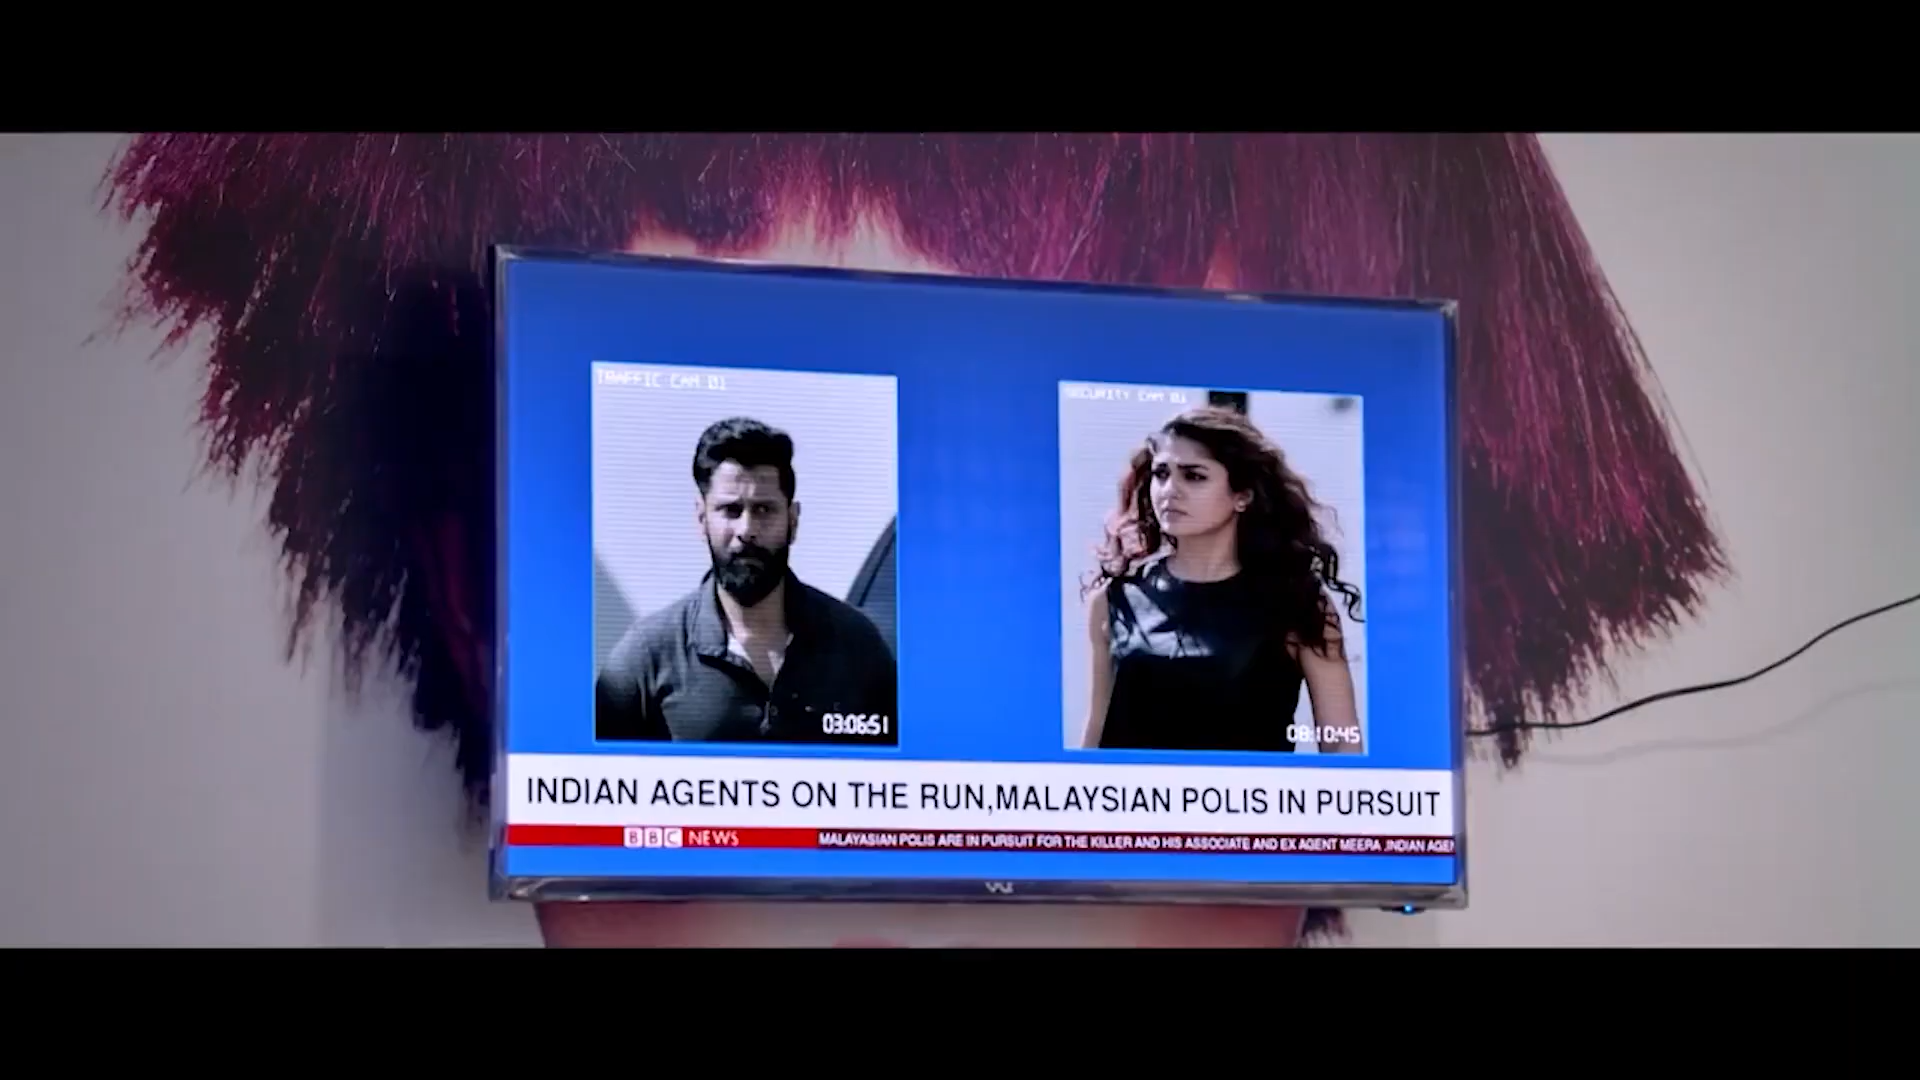 TRAFFIC CAM 01
SECURITY CAM 01
03:06:51
08:10:45
INDIAN AGENTS ON THE RUN,MALAYSIAN POLIS IN PURSUIT
BBC NEWS
MALAYASIAN POLIS ARE IN PURSUIT FOR THE KILLER AND HIS ASSOCIATE AND EX AGENT MEERA ,INDIAN AGEN